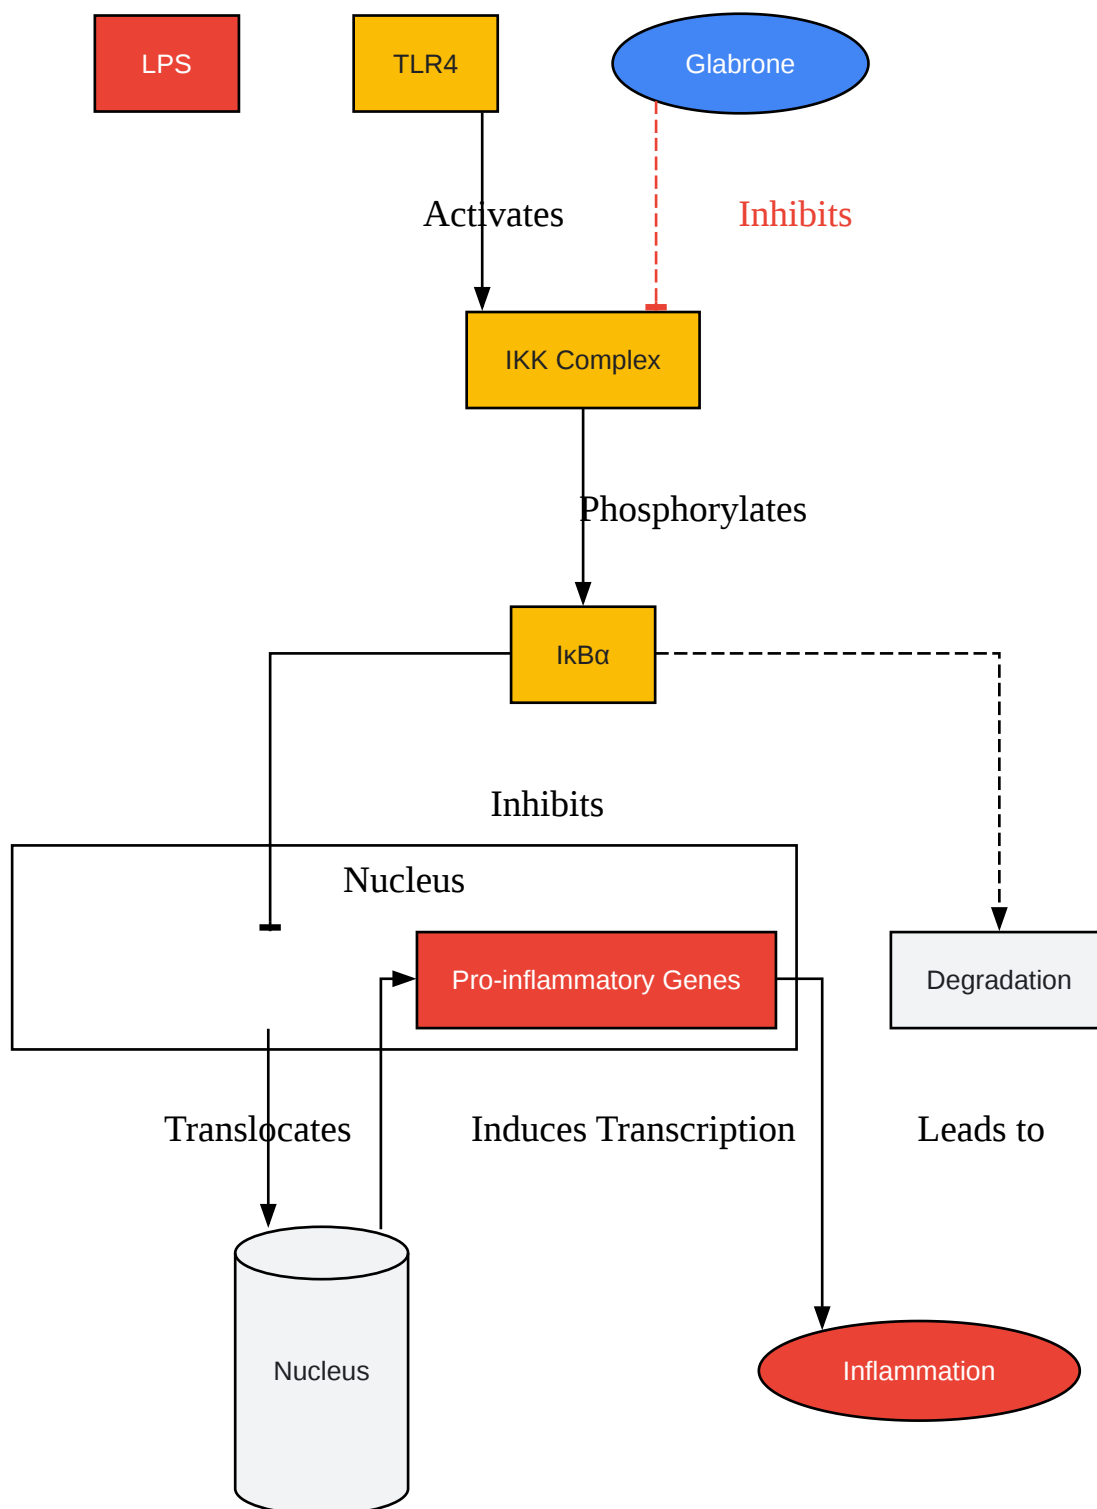 LPS
TLR4
Glabrone
Activates
Inhibits
IKK Complex
Phosphorylates
IκBα
Inhibits
Nucleus
Pro-inflammatory Genes
Degradation
Translocates
Induces Transcription
Leads to
Nucleus
Inflammation